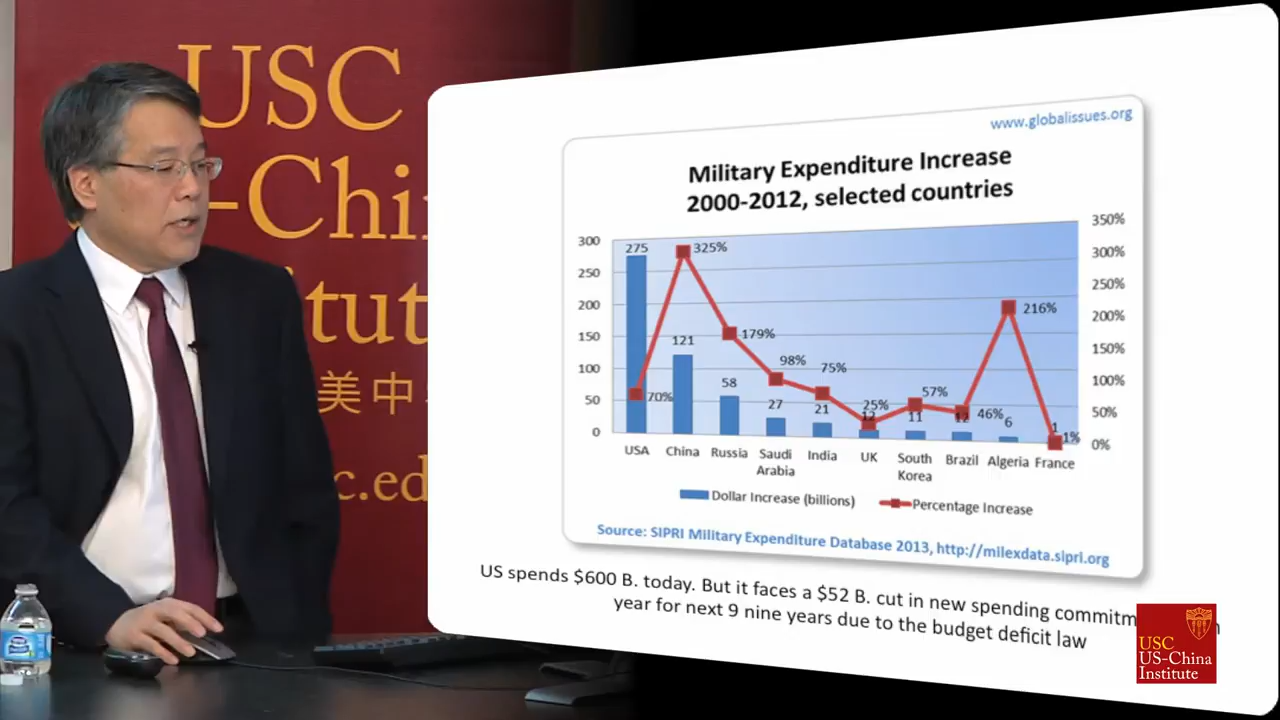 USC
-Chi
itut
美中
c.ed
www.globalissues.org
Military Expenditure Increase
2000-2012, selected countries
300
250
200
150
100
50
0
350%
300%
250%
200%
150%
100%
50%
0%
275
121
58
27
21
12
11
12
6
1
70%
325%
179%
98%
75%
25%
57%
46%
216%
1%
USA
China
Russia
Saudi
Arabia
India
UK
South
Korea
Brazil
Algeria
France
Dollar Increase (billions)
Percentage Increase
Source: SIPRI Military Expenditure Database 2013, http://milexdata.sipri.org
US spends $600 B. today. But it faces a $52 B. cut in new spending commitm
year for next 9 nine years due to the budget deficit law
USC
US-China
Institute